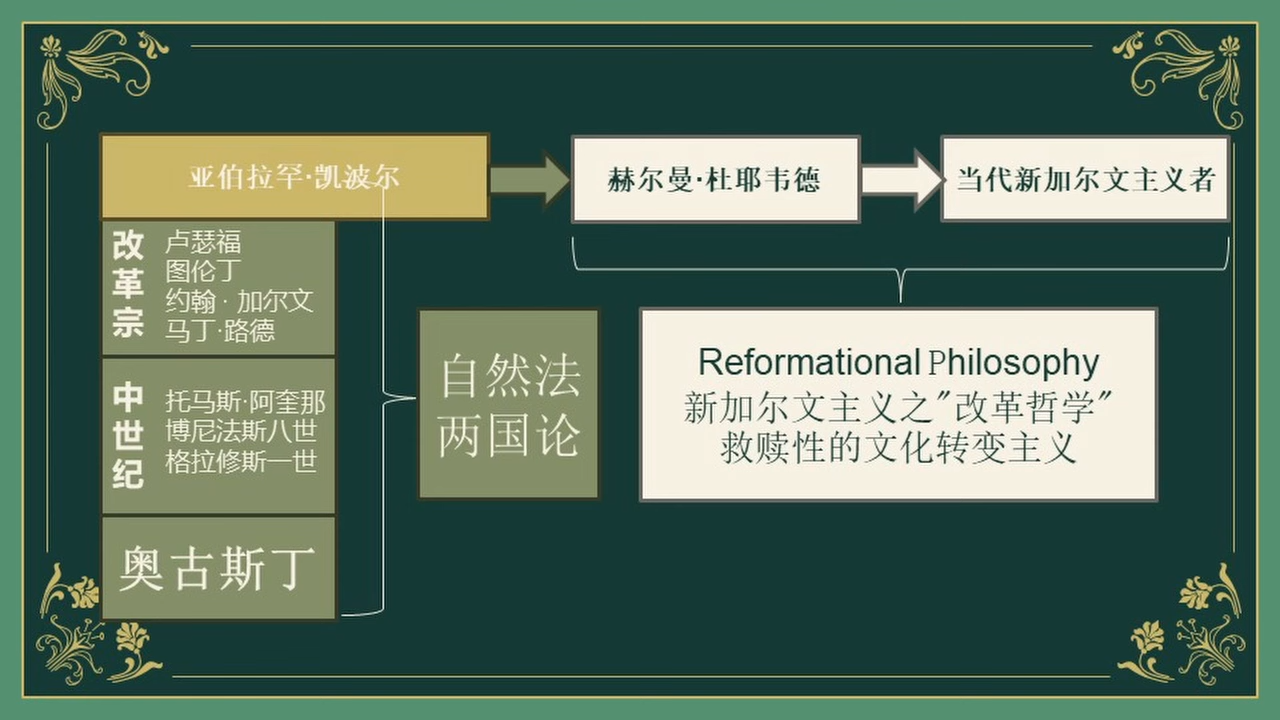 亚伯拉罕·凯波尔
赫尔曼·杜耶韦德
当代新加尔文主义者
改革宗
卢瑟福
图伦丁
约翰·加尔文
马丁·路德
中世纪
托马斯·阿奎那
博尼法斯八世
格拉修斯一世
奥古斯丁
自然法
两国论
Reformational Philosophy
新加尔文主义之"改革哲学"
救赎性的文化转变主义